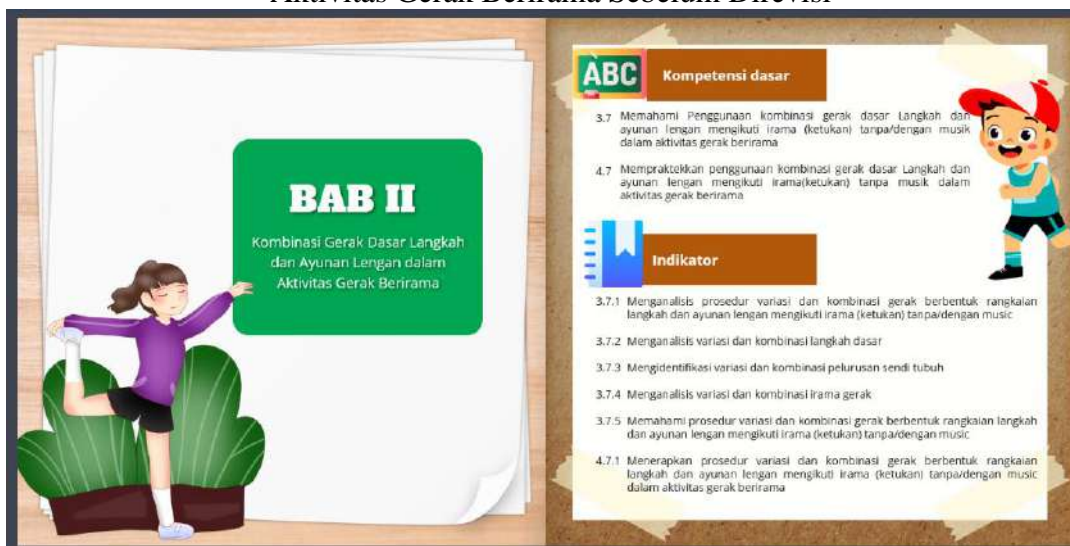 Aktivitas Gerak Berirama Sebelum Direvisi
BAB II
Kombinasi Gerak Dasar Langkah
dan Ayunan Lengan dalam
Aktivitas Gerak Berirama
ABC
Kompetensi dasar
3.7 Memahami Penggunaan kombinasi gerak dasar Langkah dan
ayunan lengan mengikuti irama (ketukan) tanpa/dengan musik
dalam aktivitas gerak berirama
4.7 Mempraktekkan penggunaan kombinasi gerak dasar Langkah dan
ayunan lengan mengikuti irama(ketukan) tanpa musik dalam
aktivitas gerak berirama
Indikator
3.7.1 Menganalisis prosedur variasi dan kombinasi gerak berbentuk rangkaian
langkah dan ayunan lengan mengikuti irama (ketukan) tanpa/dengan music
3.7.2 Menganalisis variasi dan kombinasi langkah dasar
3.7.3 Mengidentifikasi variasi dan kombinasi pelurusan sendi tubuh
3.7.4 Menganalisis variasi dan kombinasi irama gerak
3.7.5 Memahami prosedur variasi dan kombinasi gerak berbentuk rangkaian langkah
dan ayunan lengan mengikuti irama (ketukan) tanpa/dengan music
4.7.1 Menerapkan prosedur variasi dan kombinasi gerak berbentuk rangkaian
langkah dan ayunan lengan mengikuti irama (ketukan) tanpa/dengan music
dalam aktivitas gerak berirama